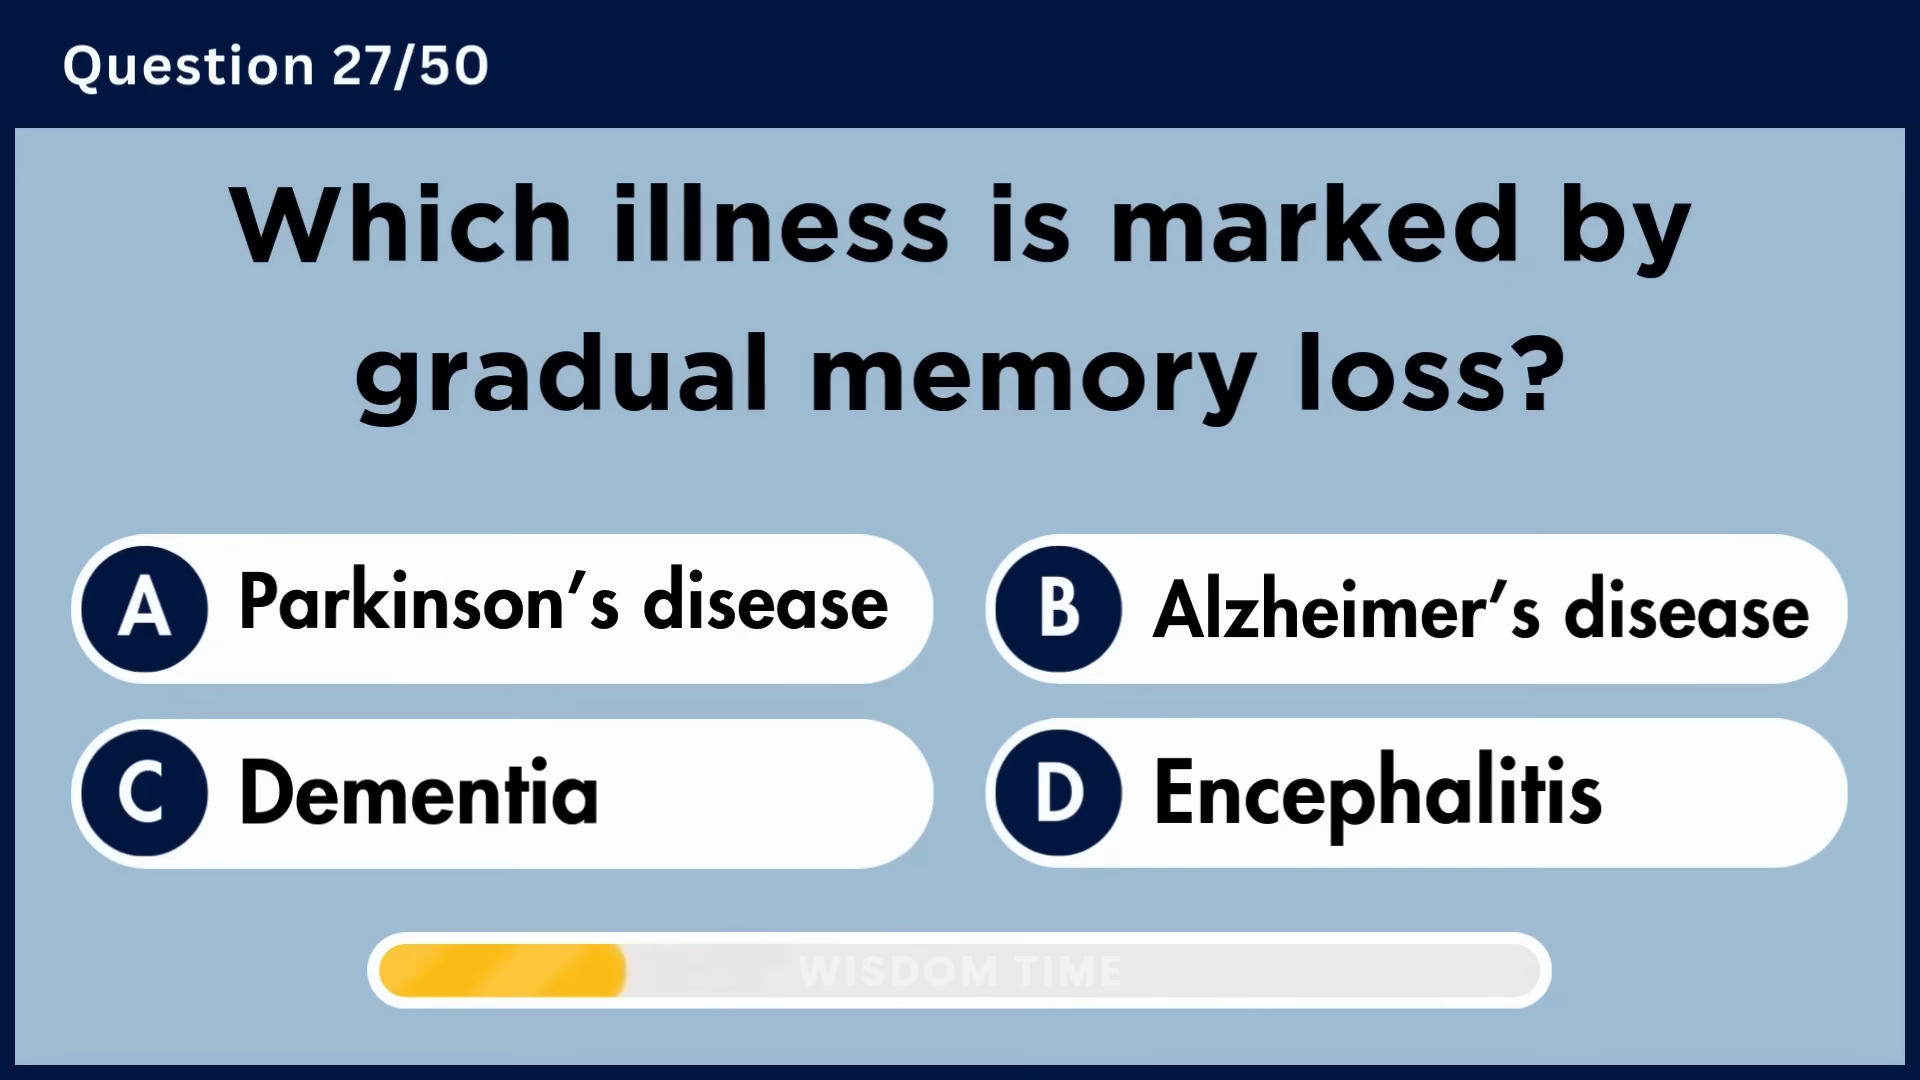 Question 27/50
Which illness is marked by
gradual memory loss?
A Parkinson’s disease
B Alzheimer’s disease
C Dementia
D Encephalitis
WISDOM TIME